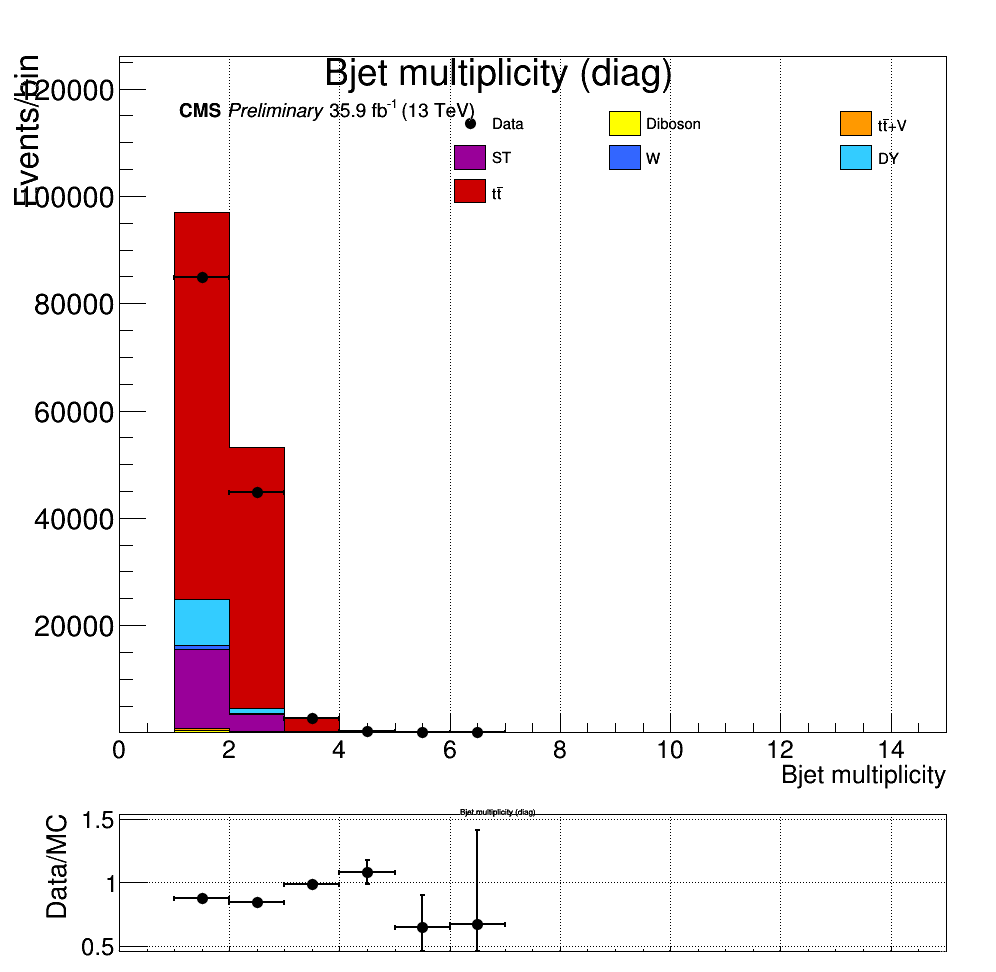 Bjet multiplicity (diag)
CMS Preliminary 35.9 fb-1 (13 TeV)
Events/bin
Data
Diboson
tt̄+V
ST
W
DY
tt̄
120000
100000
80000
60000
40000
20000
0 2 4 6 8 10 12 14
Bjet multiplicity
Bjet multiplicity (diag)
Data/MC
1.5
1
0.5